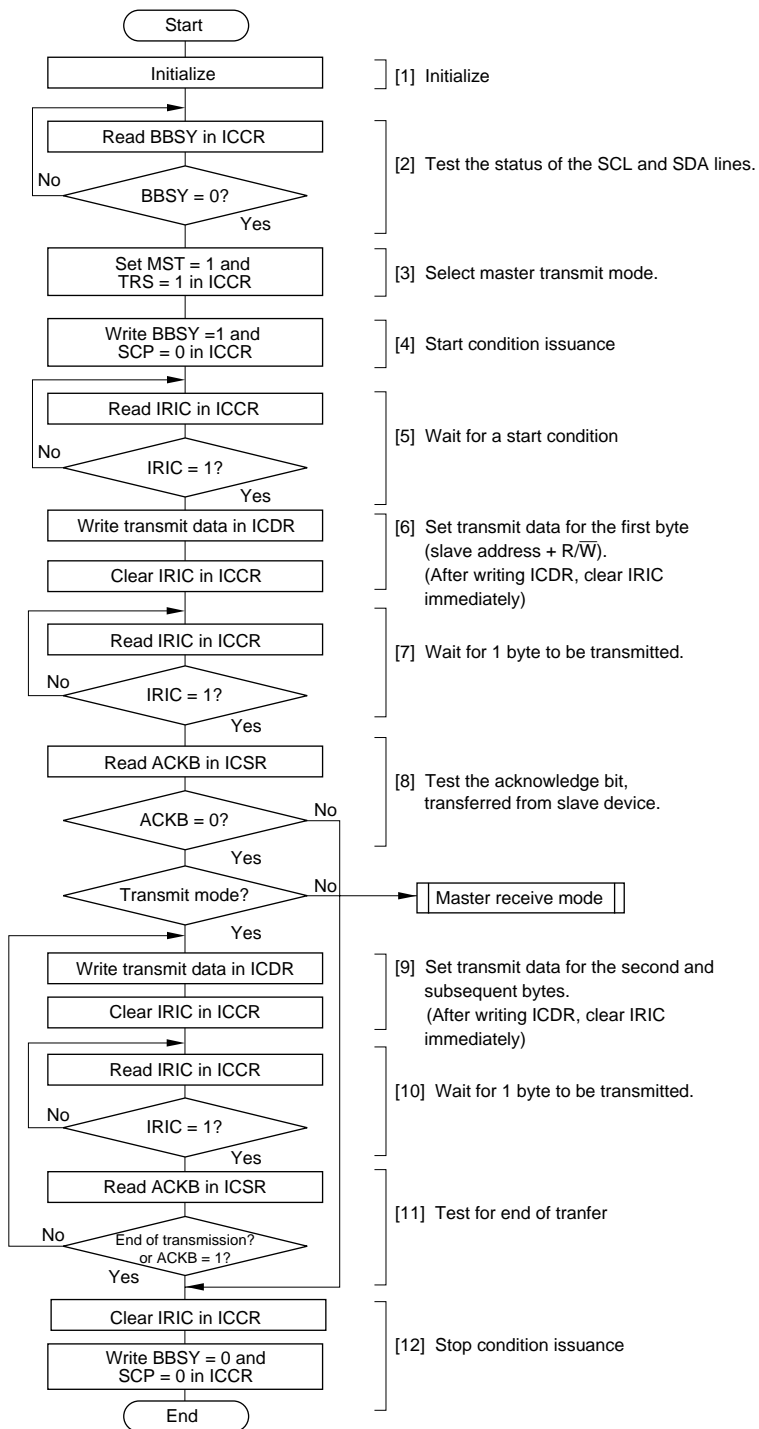 Start
Initialize
[1] Initialize
Read BBSY in ICCR
[2] Test the status of the SCL and SDA lines.
No
BBSY = 0?
Yes
Set MST = 1 and
TRS = 1 in ICCR
[3] Select master transmit mode.
Write BBSY =1 and
SCP = 0 in ICCR
[4] Start condition issuance
Read IRIC in ICCR
[5] Wait for a start condition
No
IRIC = 1?
Yes
Write transmit data in ICDR
[6] Set transmit data for the first byte
(slave address + R/W̅).
(After writing ICDR, clear IRIC
immediately)
Clear IRIC in ICCR
Read IRIC in ICCR
[7] Wait for 1 byte to be transmitted.
No
IRIC = 1?
Yes
Read ACKB in ICSR
[8] Test the acknowledge bit,
transferred from slave device.
No
ACKB = 0?
Yes
Transmit mode?
No
Master receive mode
Yes
Write transmit data in ICDR
[9] Set transmit data for the second and
subsequent bytes.
(After writing ICDR, clear IRIC
immediately)
Clear IRIC in ICCR
Read IRIC in ICCR
[10] Wait for 1 byte to be transmitted.
No
IRIC = 1?
Yes
Read ACKB in ICSR
[11] Test for end of tranfer
No
End of transmission?
or ACKB = 1?
Yes
Clear IRIC in ICCR
[12] Stop condition issuance
Write BBSY = 0 and
SCP = 0 in ICCR
End